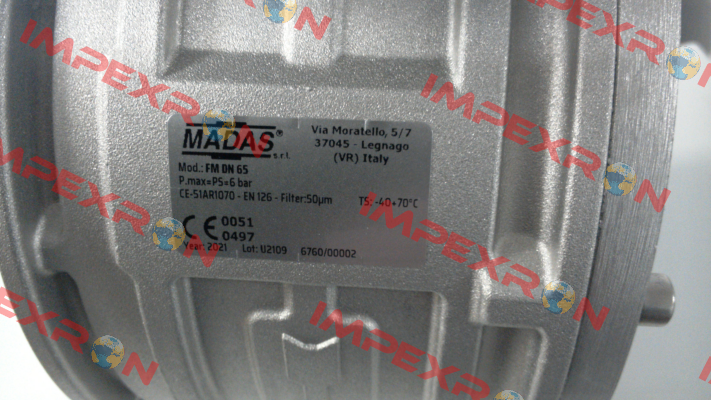 MADAS®
s.r.l.
Via Moratello, 5/7
37045 - Legnago
(VR) Italy
Mod.: FM DN 65
P.max=PS=6 bar
CE-51AR1070 - EN 126 - Filter:50µm TS: -40+70°C
CE 0051
0497
Year: 2021 Lot: U2109 6760/00002
IMPEXRON
IMPEXRON
IMPEXRON
IMPEXRON
IMPEXRON
IMPEXRON